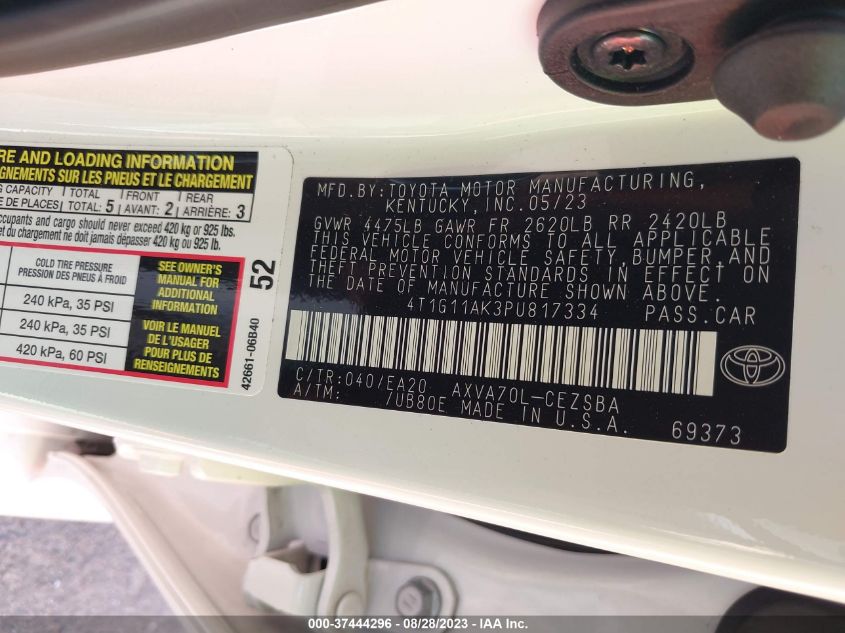 RE AND LOADING INFORMATION
GNEMENTS SUR LES PNEUS ET LE CHARGEMENT
G CAPACITY TOTAL 5 FRONT 2 REAR 3
DE PLACES TOTAL: AVANT: ARRIÈRE:
ccupants and cargo should never exceed 420 kg or 925 lbs.
et du chargement ne doit jamais dépasser 420 kg ou 925 lb.
COLD TIRE PRESSURE
PRESSION DES PNEUS À FROID
240 kPa, 35 PSI
240 kPa, 35 PSI
420 kPa, 60 PSI
SEE OWNER'S
MANUAL FOR
ADDITIONAL
INFORMATION
VOIR LE MANUEL
DE L'USAGER
POUR PLUS DE
RENSEIGNEMENTS
52
42661-06B40
MFD.BY:TOYOTA MOTOR MANUFACTURING,
KENTUCKY, INC.05/23
GVWR 4475LB GAWR FR 2620LB RR 2420LB
THIS VEHICLE CONFORMS TO ALL APPLICABLE
FEDERAL MOTOR VEHICLE SAFETY, BUMPER, AND
THEFT PREVENTION STANDARDS IN EFFECT ON
THE DATE OF MANUFACTURE SHOWN ABOVE.
4T1G11AK3PU817334 PASS.CAR
C/TR:040/EA20 AXVA70L-CEZSBA
A/TM: /UB80E MADE IN U.S.A.
69373
000-37444296 - 08/28/2023 - IAA Inc.